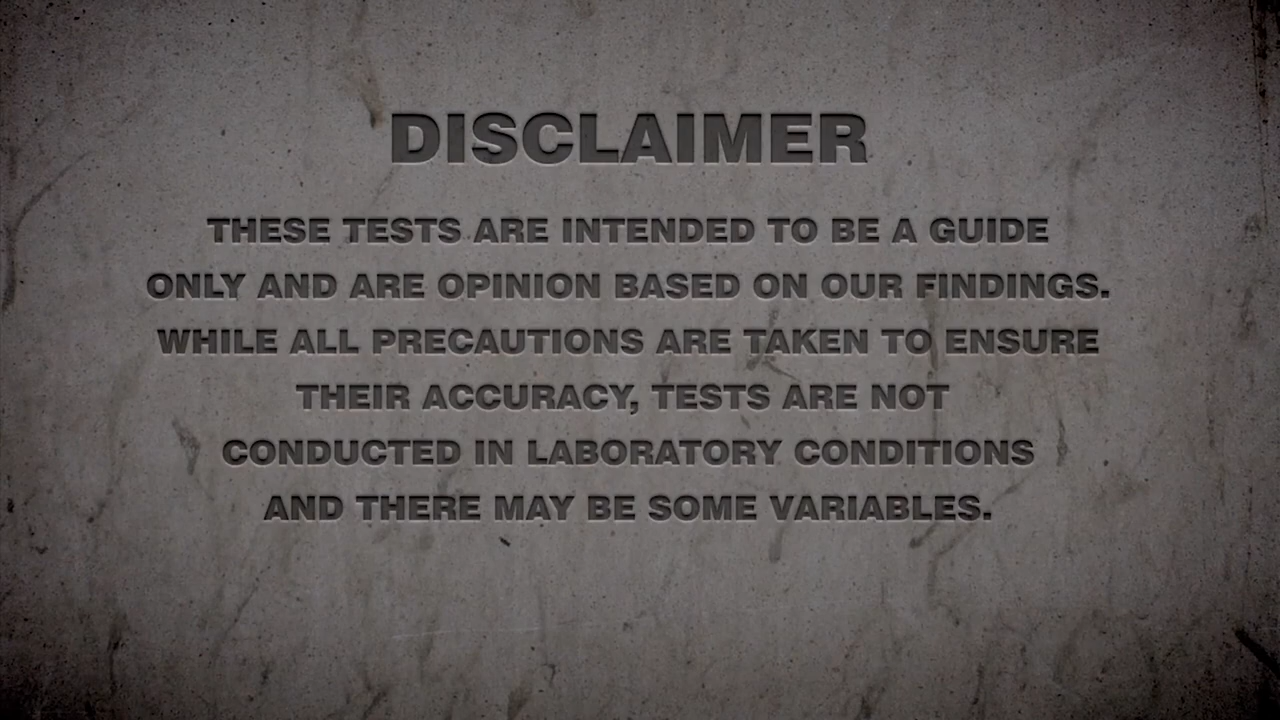 DISCLAIMER
THESE TESTS ARE INTENDED TO BE A GUIDE
ONLY AND ARE OPINION BASED ON OUR FINDINGS.
WHILE ALL PRECAUTIONS ARE TAKEN TO ENSURE
THEIR ACCURACY, TESTS ARE NOT
CONDUCTED IN LABORATORY CONDITIONS
AND THERE MAY BE SOME VARIABLES.